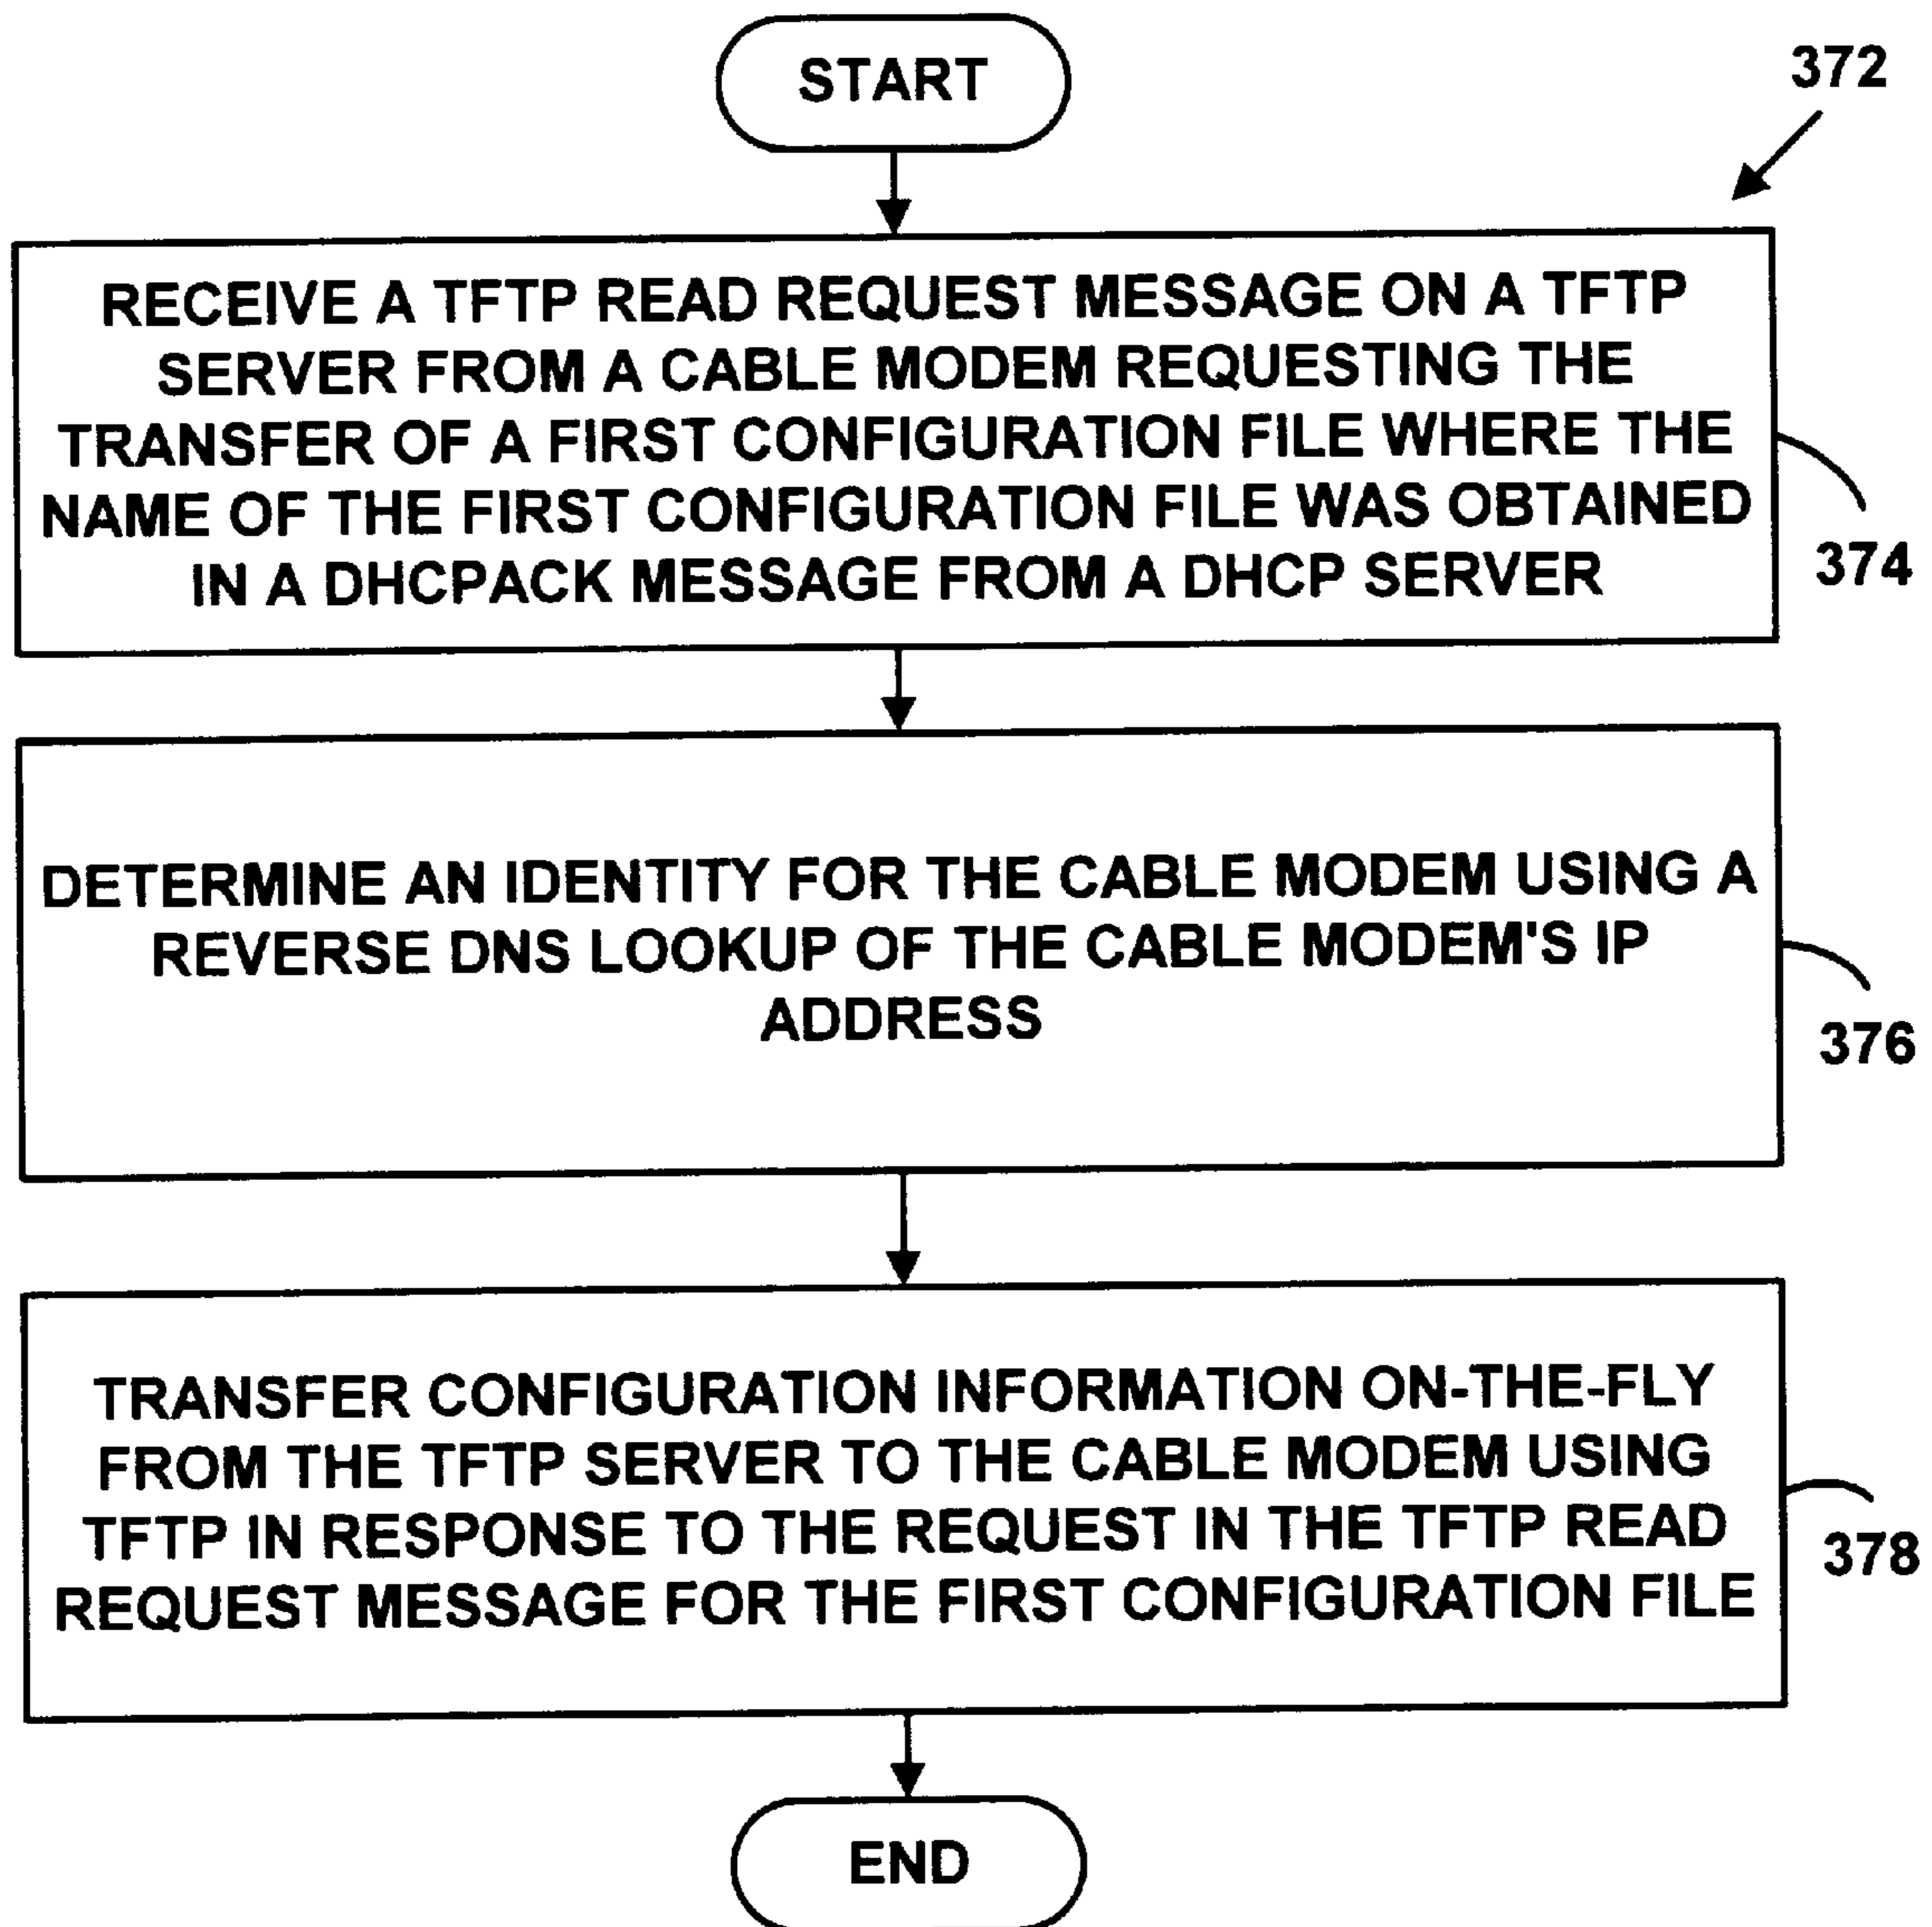 START
372
RECEIVE A TFTP READ REQUEST MESSAGE ON A TFTP
SERVER FROM A CABLE MODEM REQUESTING THE
TRANSFER OF A FIRST CONFIGURATION FILE WHERE THE
NAME OF THE FIRST CONFIGURATION FILE WAS OBTAINED
IN A DHCPACK MESSAGE FROM A DHCP SERVER
374
DETERMINE AN IDENTITY FOR THE CABLE MODEM USING A
REVERSE DNS LOOKUP OF THE CABLE MODEM'S IP
ADDRESS
376
TRANSFER CONFIGURATION INFORMATION ON-THE-FLY
FROM THE TFTP SERVER TO THE CABLE MODEM USING
TFTP IN RESPONSE TO THE REQUEST IN THE TFTP READ
REQUEST MESSAGE FOR THE FIRST CONFIGURATION FILE
378
END